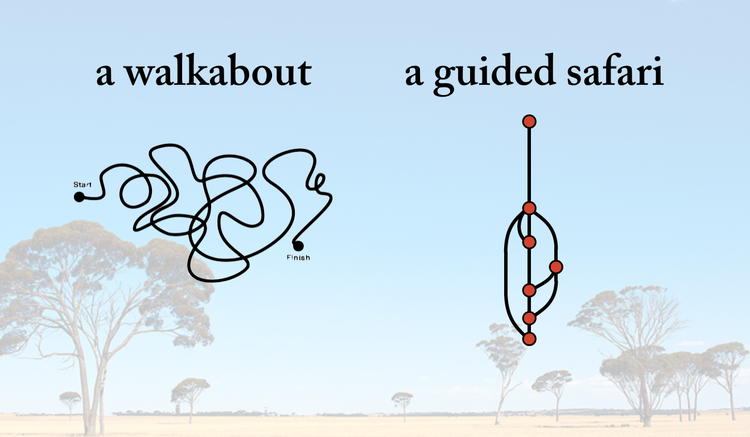 a walkabout
a guided safari
Start
Finish